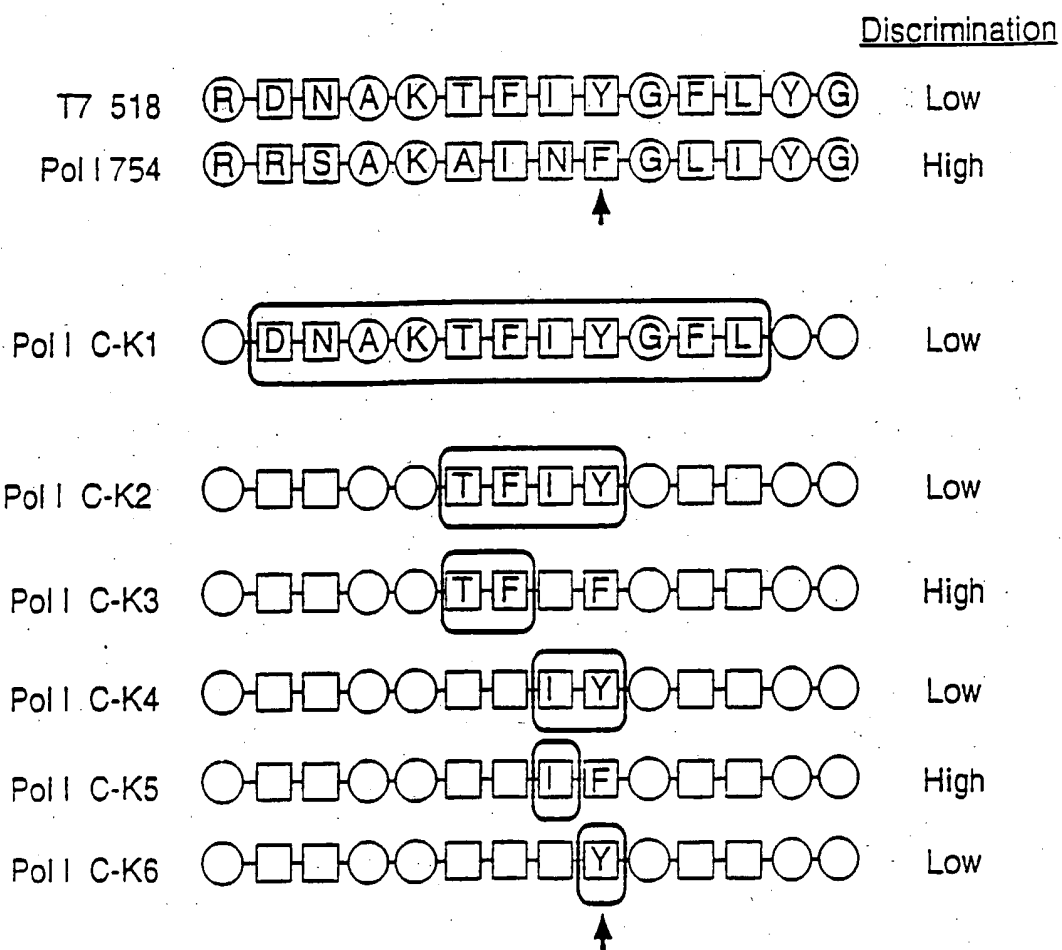 Discrimination
T7 518 R-D-N-A-K-T-F-I-Y-G-F-L-Y-G Low
Pol I 754 R-R-S-A-K-A-I-N-F-G-L-I-Y-G High
Pol I C-K1 D-N-A-K-T-F-I-Y-G-F-L Low
Pol I C-K2 T-F-I-Y Low
Pol I C-K3 T-F F High
Pol I C-K4 I-Y Low
Pol I C-K5 I F High
Pol I C-K6 Y Low